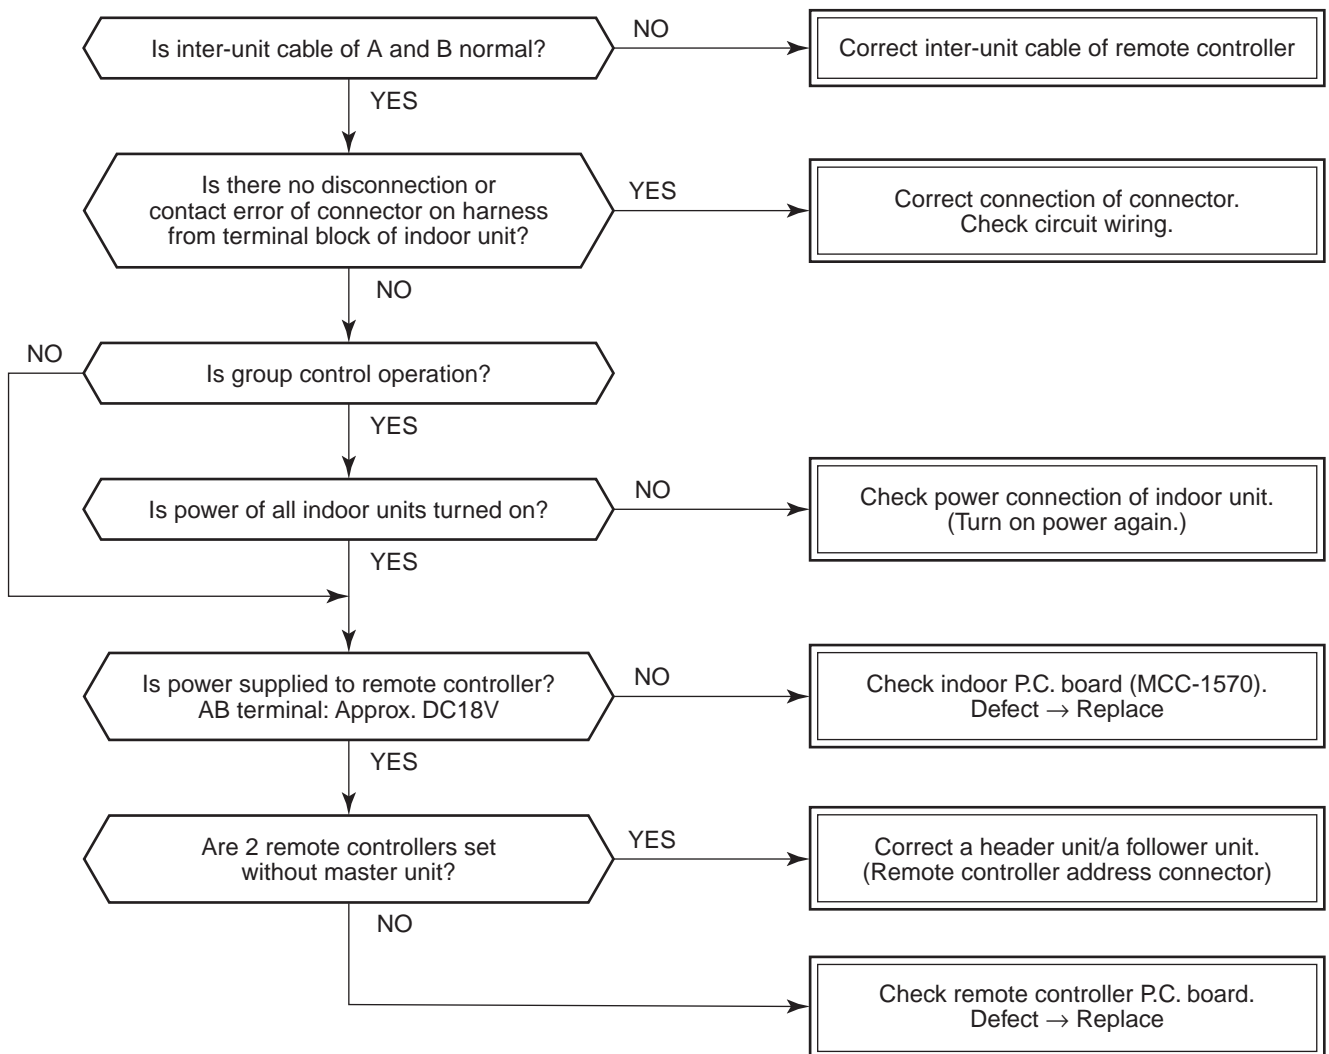 Is inter-unit cable of A and B normal?
NO
Correct inter-unit cable of remote controller
YES
Is there no disconnection or
contact error of connector on harness
from terminal block of indoor unit?
YES
Correct connection of connector.
Check circuit wiring.
NO
NO
Is group control operation?
YES
Is power of all indoor units turned on?
NO
Check power connection of indoor unit.
(Turn on power again.)
YES
Is power supplied to remote controller?
AB terminal: Approx. DC18V
NO
Check indoor P.C. board (MCC-1570).
Defect → Replace
YES
Are 2 remote controllers set
without master unit?
YES
Correct a header unit/a follower unit.
(Remote controller address connector)
NO
Check remote controller P.C. board.
Defect → Replace